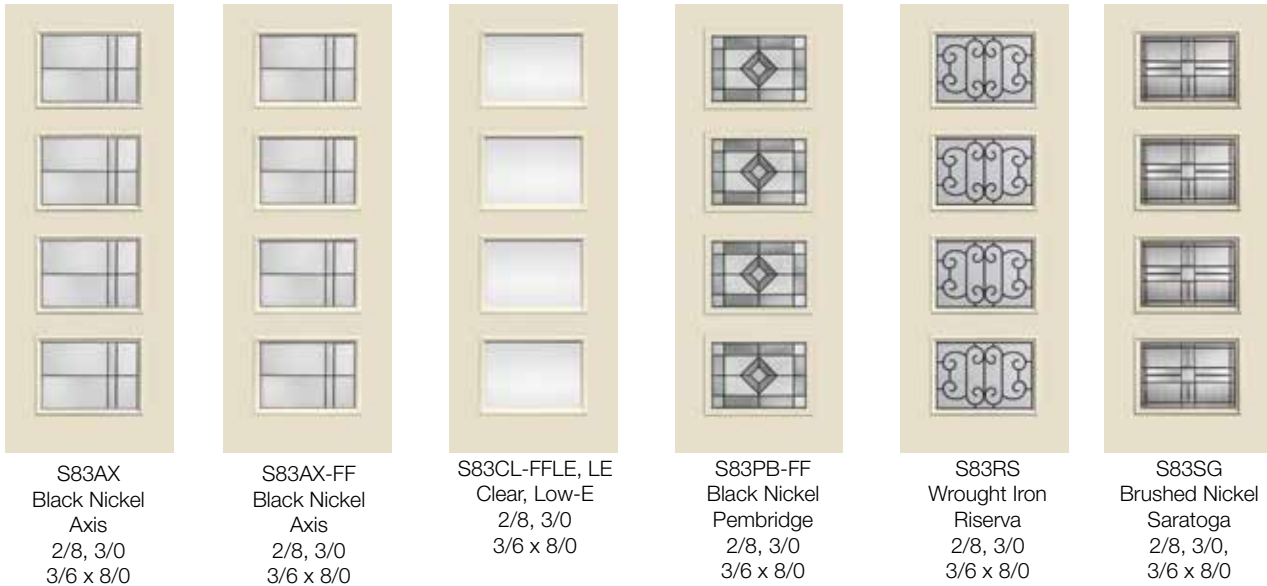 S83AX
Black Nickel
Axis
2/8, 3/0
3/6 x 8/0
S83AX-FF
Black Nickel
Axis
2/8, 3/0
3/6 x 8/0
S83CL-FFLE, LE
Clear, Low-E
2/8, 3/0
3/6 x 8/0
S83PB-FF
Black Nickel
Pembridge
2/8, 3/0
3/6 x 8/0
S83RS
Wrought Iron
Riserva
2/8, 3/0
3/6 x 8/0
S83SG
Brushed Nickel
Saratoga
2/8, 3/0,
3/6 x 8/0